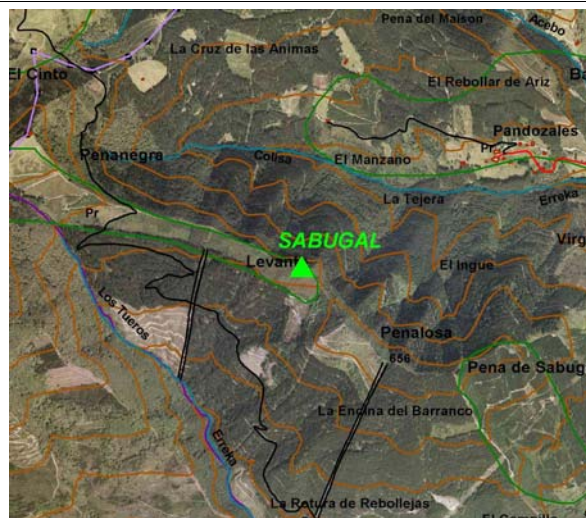 Pena del Maison
Acebo
La Cruz de las Animas
El Cinto
El Rebollar de Ariz
Pandozales
Pr
Penanegra
Colisa
El Manzano
La Tejera
Erreka
Pr
SABUGAL
Levante
El Ingue
Virg
Los Tueros
Penalosa
656
Pena de Sabug
La Encina del Barranco
Erreka
La Rotura de Rebollejas